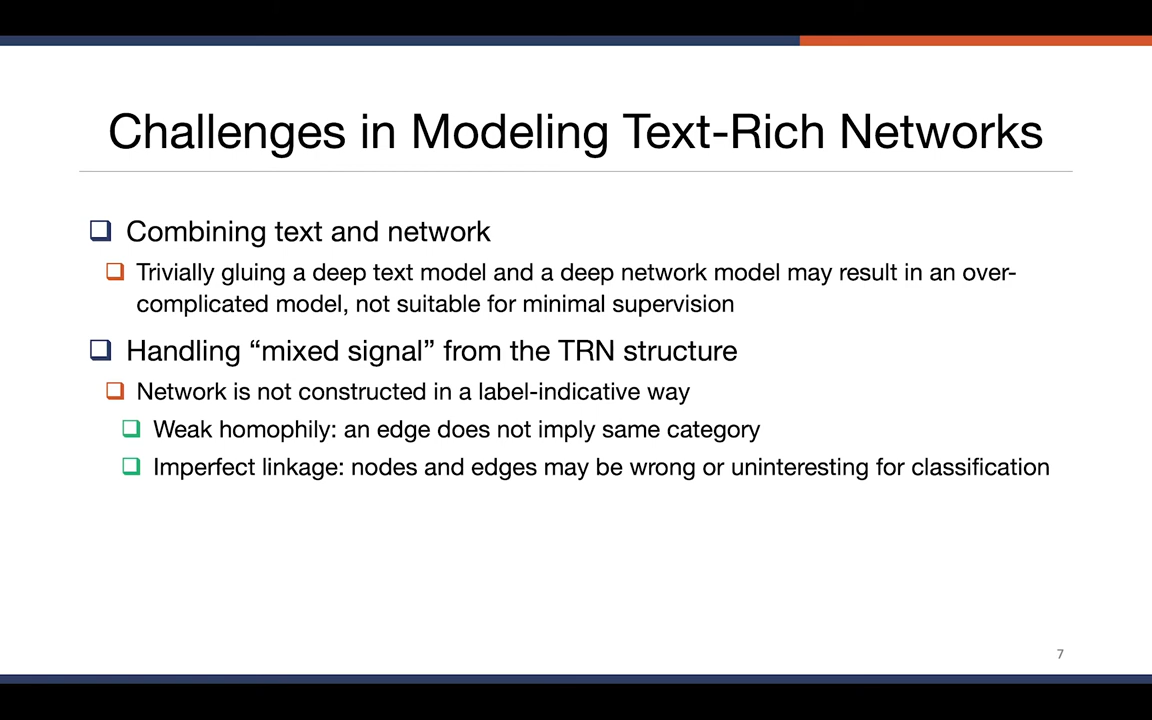 Challenges in Modeling Text-Rich Networks
Combining text and network
Trivially gluing a deep text model and a deep network model may result in an over-
complicated model, not suitable for minimal supervision
Handling “mixed signal” from the TRN structure
Network is not constructed in a label-indicative way
Weak homophily: an edge does not imply same category
Imperfect linkage: nodes and edges may be wrong or uninteresting for classification
7